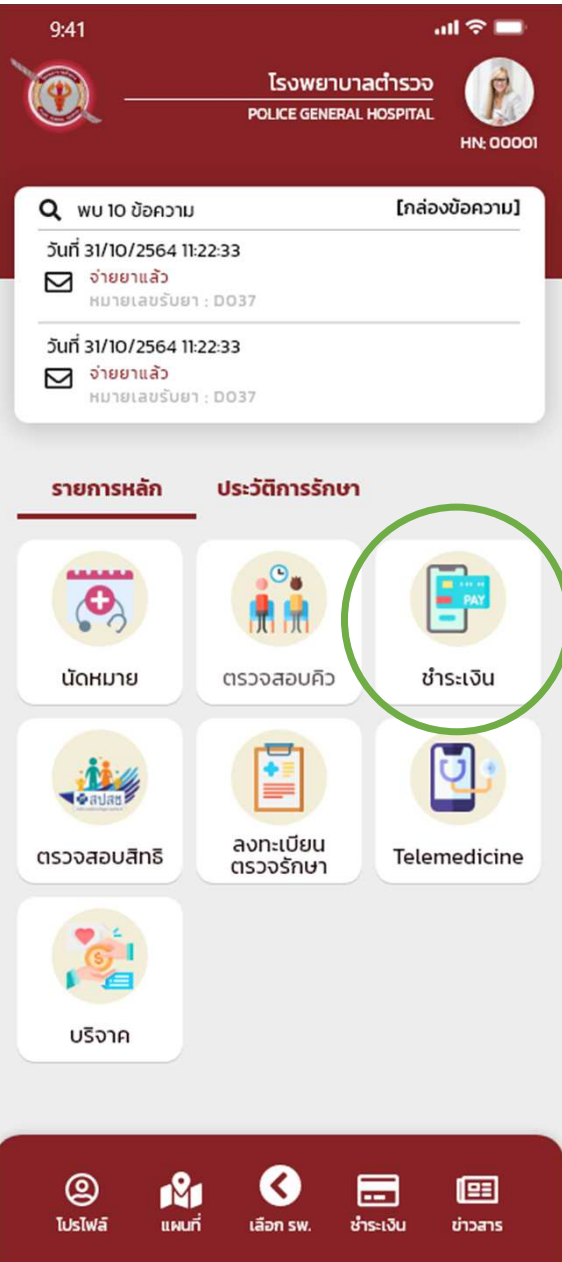 9:41
โรงพยาบาลตำรวจ
POLICE GENERAL HOSPITAL
HN: 00001
พบ 10 ข้อความ [กล่องข้อความ]
วันที่ 31/10/2564 11:22:33
จ่ายยาแล้ว
หมายเลขรับยา : D037
วันที่ 31/10/2564 11:22:33
จ่ายยาแล้ว
หมายเลขรับยา : D037
รายการหลัก ประวัติการรักษา
PAY
นัดหมาย ตรวจสอบคิว ชำระเงิน
สปสช.
ตรวจสอบสิทธิ ลงทะเบียน Telemedicine
ตรวจรักษา
บริจาค
โปรไฟล์ แผนที่ เลือก รพ. ชำระเงิน ข่าวสาร